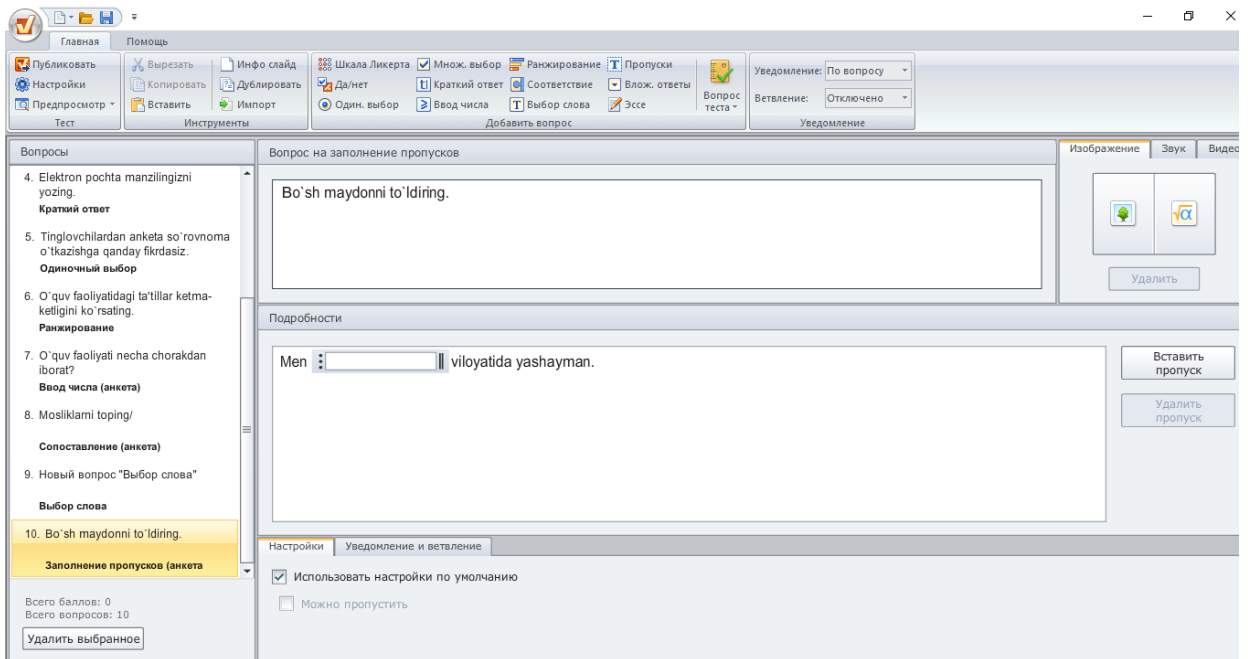 Главная Помощь
Публиковать
Настройки
Предпросмотр
Тест
Вырезать
Копировать
Вставить
Инфо слайд
Дублировать
Импорт
Инструменты
Шкала Ликерта
Да/нет
Один. выбор
Множ. выбор
Краткий ответ
Ввод числа
Ранжирование
Соответствие
Выбор слова
Пропуски
Влож. ответы
Эссе
Добавить вопрос
Вопрос
теста
Уведомление: По вопросу
Ветвление: Отключено
Уведомление
Вопросы
4. Elektron pochta manzilingizni
yozing.
Краткий ответ
5. Tinglovchilardan anketa so`rovnoma
o`tkazishga qanday fikrdasiz.
Одиночный выбор
6. O`quv faoliyatidagi ta'tillar ketma-
ketligini ko`rsating.
Ранжирование
7. O`quv faoliyati necha chorakdan
iborat?
Ввод числа (анкета)
8. Mosliklarni toping/
Сопоставление (анкета)
9. Новый вопрос "Выбор слова"
Выбор слова
10. Bo`sh maydonni to`ldiring.
Заполнение пропусков (анкета
Всего баллов: 0
Всего вопросов: 10
Удалить выбранное
Вопрос на заполнение пропусков
Bo`sh maydonni to`ldiring.
Изображение Звук Видео
Удалить
Подробности
Men viloyatida yashayman.
Вставить
пропуск
Удалить
пропуск
Настройки Уведомление и ветвление
Использовать настройки по умолчанию
Можно пропустить